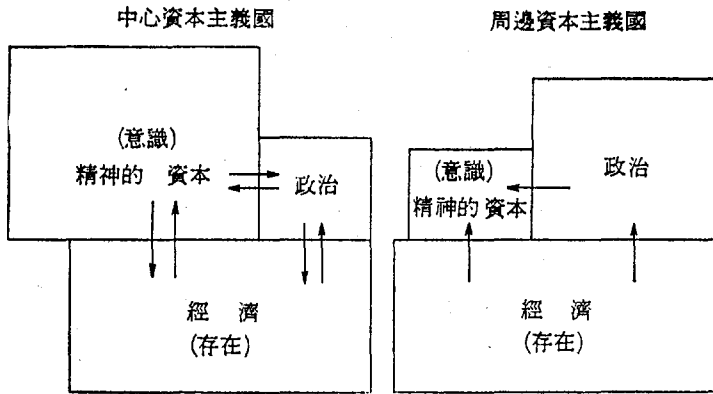 中心資本主義國
(意識)
精神的 資本
政治
經 濟
(存在)
周邊資本主義國
(意識)
精神的 資本
政治
經 濟
(存在)